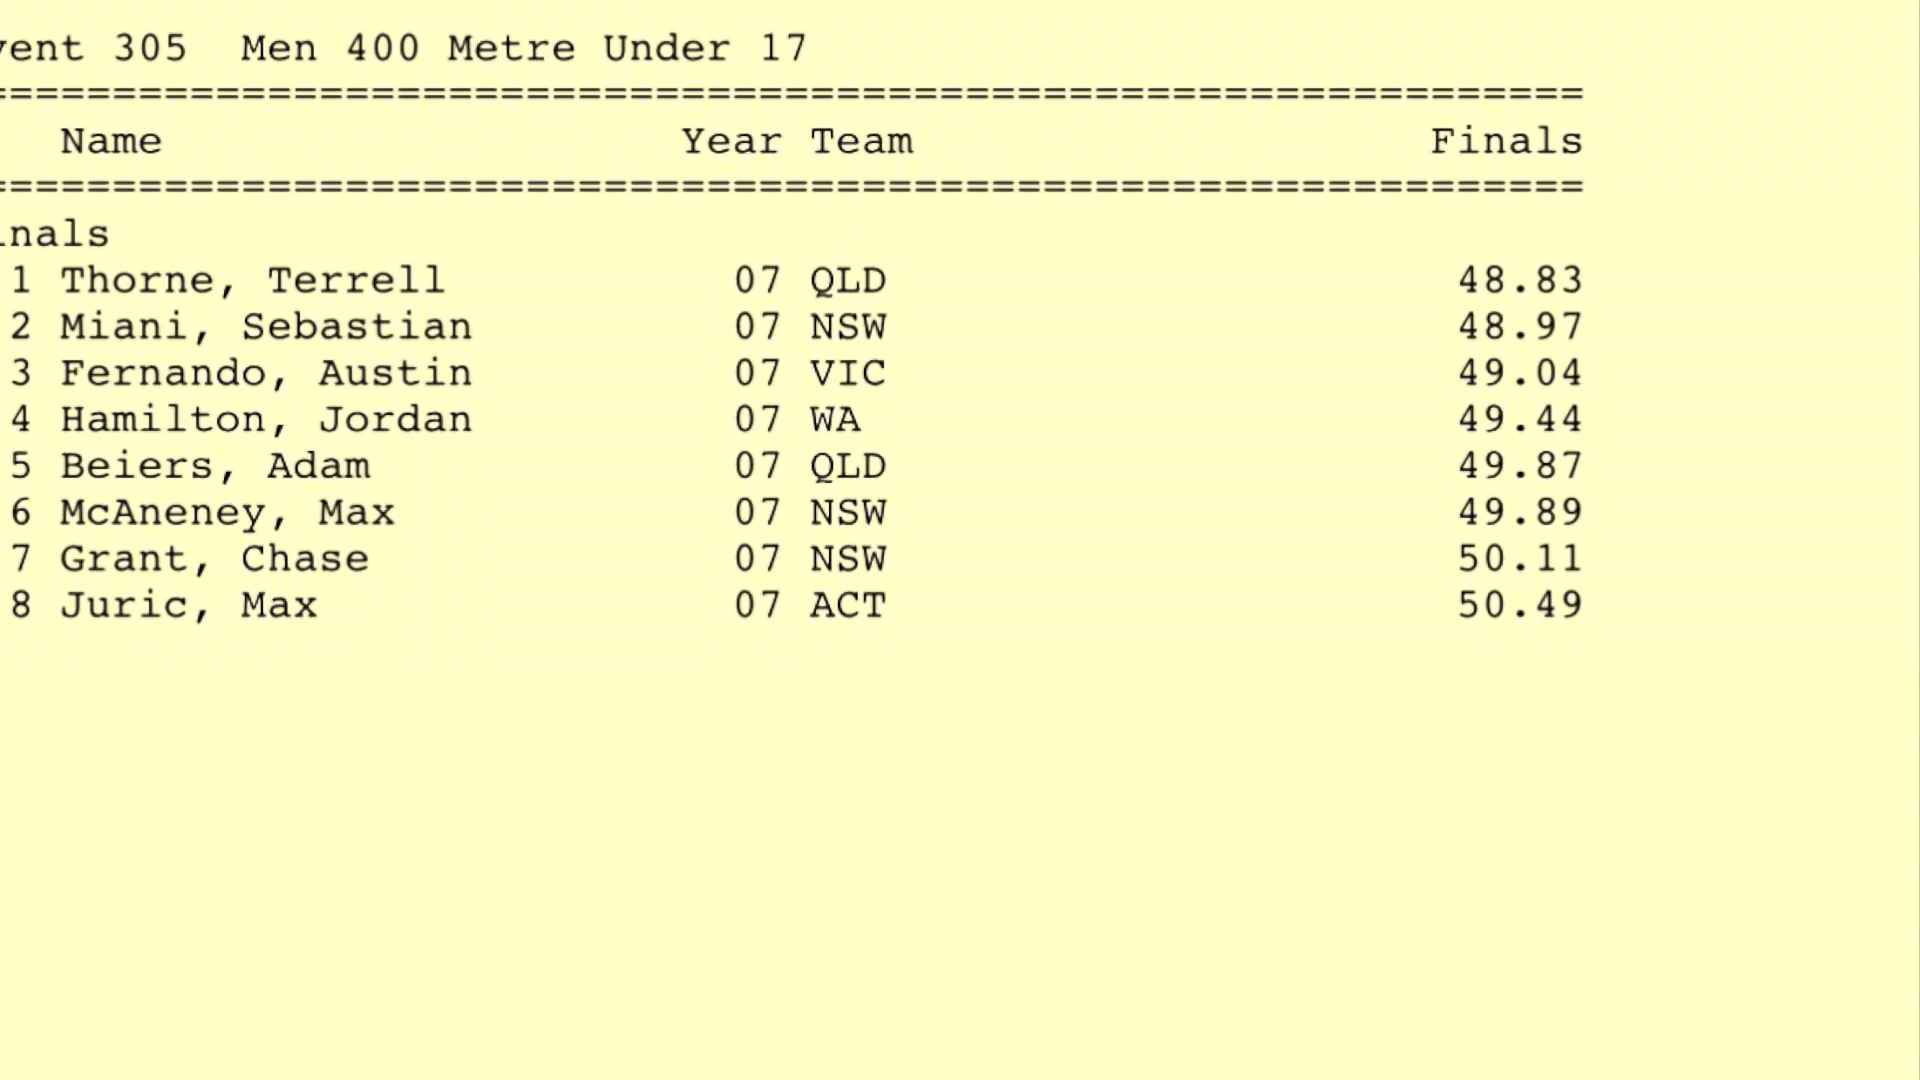 vent 305  Men 400 Metre Under 17
================================================================
Name Year Team Finals
================================================================
inals
1 Thorne, Terrell 07 QLD 48.83
2 Miani, Sebastian 07 NSW 48.97
3 Fernando, Austin 07 VIC 49.04
4 Hamilton, Jordan 07 WA 49.44
5 Beiers, Adam 07 QLD 49.87
6 McAneney, Max 07 NSW 49.89
7 Grant, Chase 07 NSW 50.11
8 Juric, Max 07 ACT 50.49